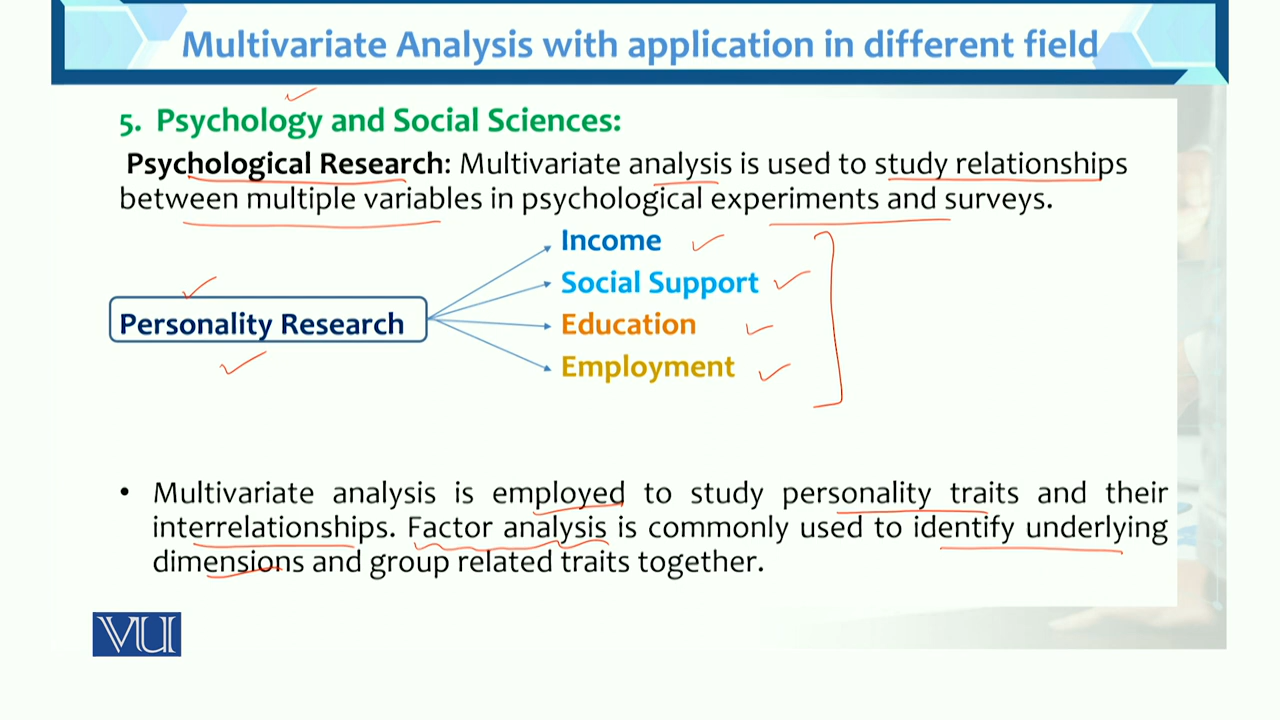 Multivariate Analysis with application in different field
5. Psychology and Social Sciences:
Psychological Research: Multivariate analysis is used to study relationships
between multiple variables in psychological experiments and surveys.
Income
Social Support
Personality Research
Education
Employment
• Multivariate analysis is employed to study personality traits and their
interrelationships. Factor analysis is commonly used to identify underlying
dimensions and group related traits together.
VU